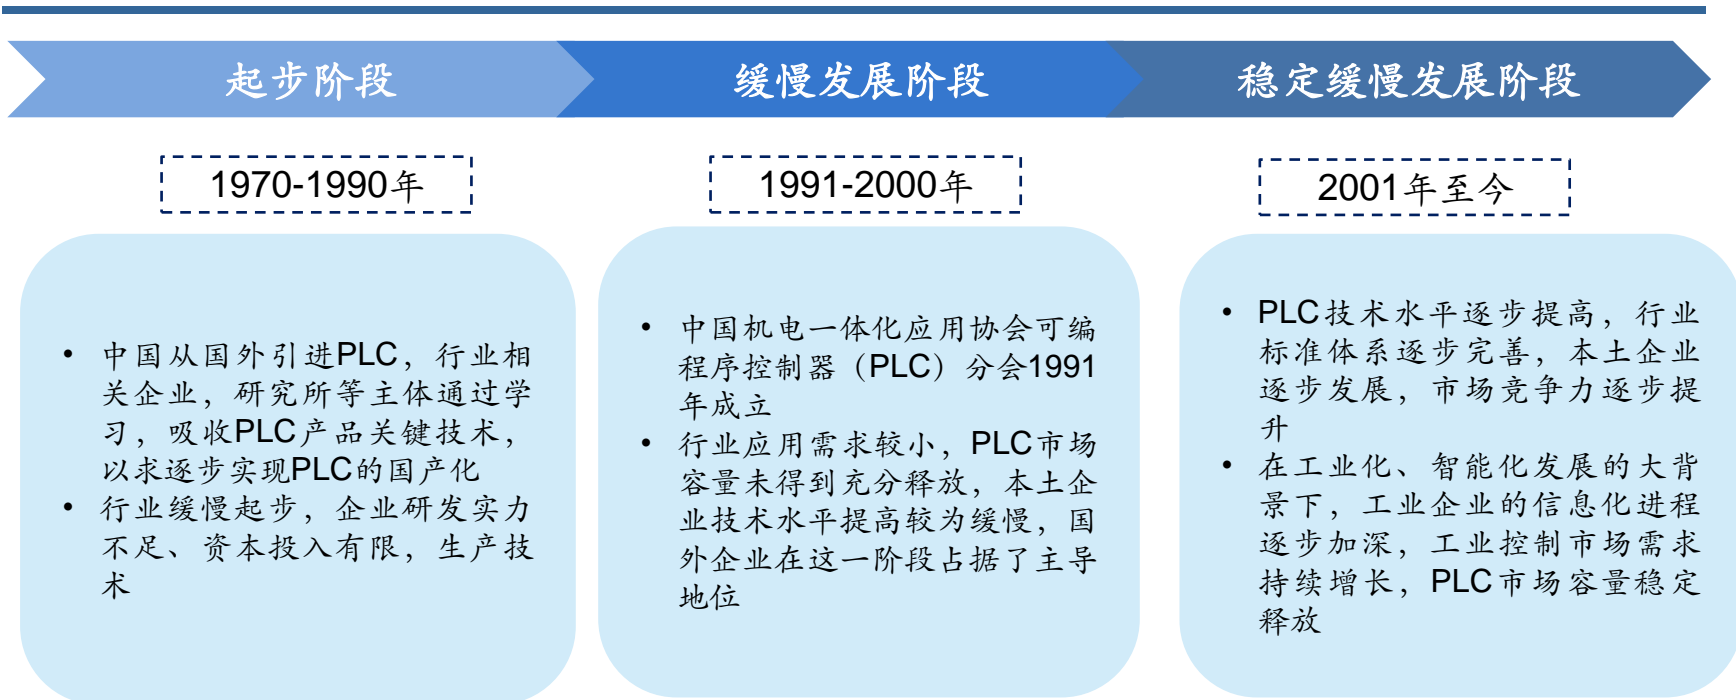 起步阶段
缓慢发展阶段
稳定缓慢发展阶段
1970-1990年
1991-2000年
2001年至今
• 中国从国外引进PLC，行业相
关企业，研究所等主体通过学
习，吸收PLC产品关键技术，
以求逐步实现PLC的国产化
• 行业缓慢起步，企业研发实力
不足、资本投入有限，生产技
术
• 中国机电一体化应用协会可编
程序控制器（PLC）分会1991
年成立
• 行业应用需求较小，PLC市场
容量未得到充分释放，本土企
业技术水平提高较为缓慢，国
外企业在这一阶段占据了主导
地位
• PLC技术水平逐步提高，行业
标准体系逐步完善，本土企业
逐步发展，市场竞争力逐步提
升
• 在工业化、智能化发展的大背
景下，工业企业的信息化进程
逐步加深，工业控制市场需求
持续增长，PLC市场容量稳定
释放